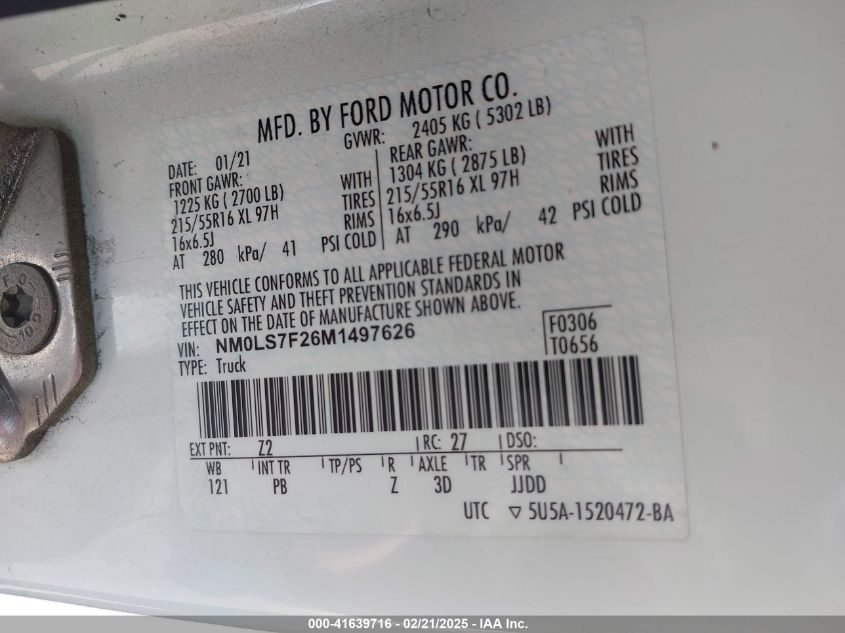 MFD. BY FORD MOTOR CO.
DATE: 01/21 GVWR: 2405 KG ( 5302 LB)
FRONT GAWR: REAR GAWR:
1225 KG ( 2700 LB) WITH 1304 KG ( 2875 LB) WITH
215/55R16 XL 97H TIRES 215/55R16 XL 97H TIRES
16x6.5J RIMS 16x6.5J RIMS
AT 280 kPa/ 41 PSI COLD AT 290 kPa/ 42 PSI COLD
THIS VEHICLE CONFORMS TO ALL APPLICABLE FEDERAL MOTOR
VEHICLE SAFETY AND THEFT PREVENTION STANDARDS IN
EFFECT ON THE DATE OF MANUFACTURE SHOWN ABOVE.
VIN: NM0LS7F26M1497626 F0306
TYPE: Truck T0656
EXT PNT: Z2 RC: 27 DSO:
WB INT TR TP/PS R AXLE TR SPR
121 PB Z 3D JJDD
UTC ▽ 5U5A-1520472-BA
000-41639716 - 02/21/2025 - IAA Inc.